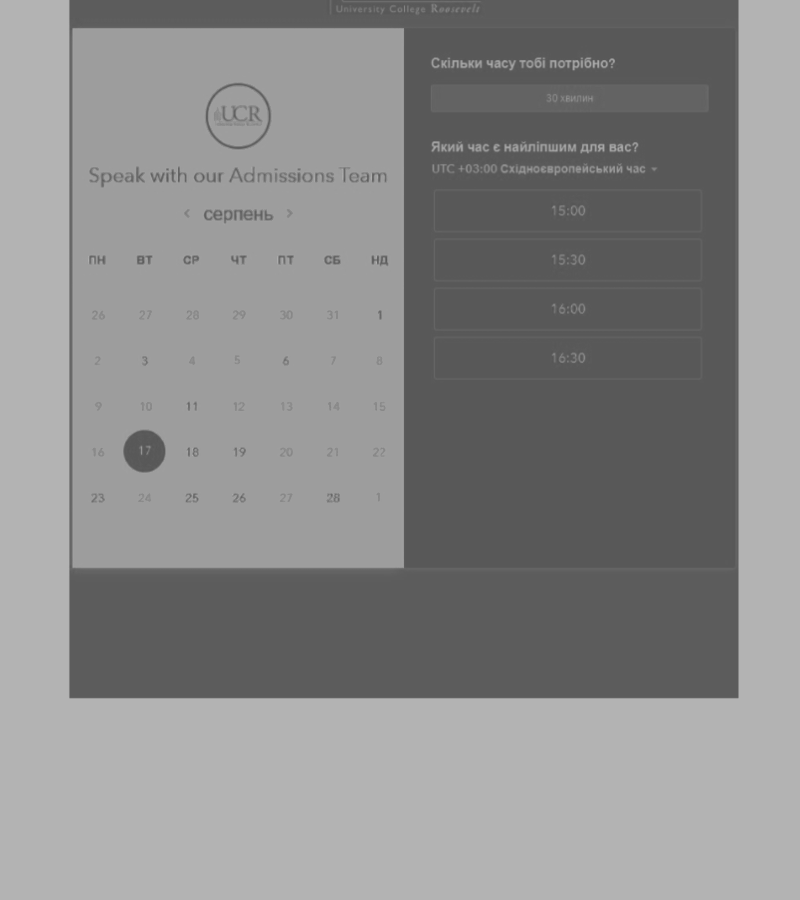 University College Roosevelt
UCR
Speak with our Admissions Team
< серпень >
ПН ВТ СР ЧТ ПТ СБ НД
26 27 28 29 30 31 1
2 3 4 5 6 7 8
9 10 11 12 13 14 15
16 17 18 19 20 21 22
23 24 25 26 27 28 1
Скільки часу тобі потрібно?
30 хвилин
Який час є найліпшим для вас?
UTC +03:00 Східноєвропейський час
15:00
15:30
16:00
16:30